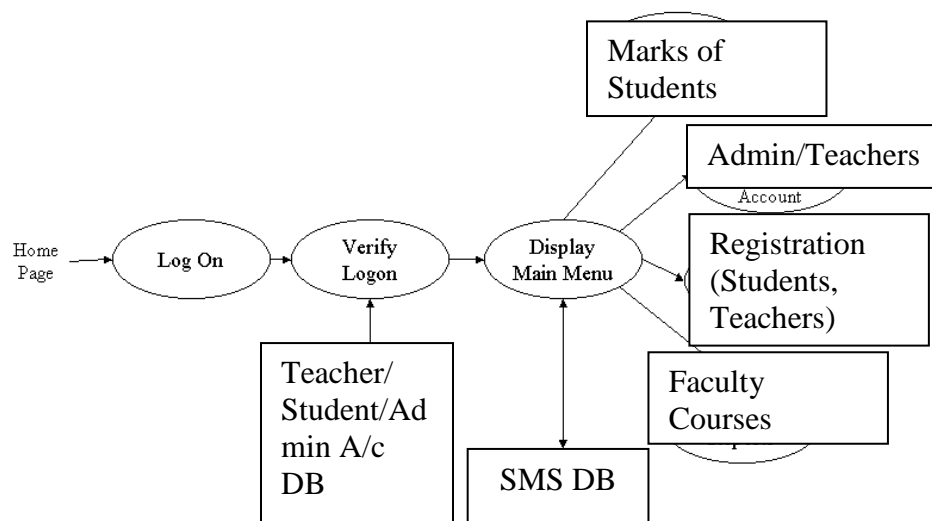 Marks of
Students
Admin/Teachers
Account
Home
Page
Log On
Verify
Logon
Display
Main Menu
Registration
(Students,
Teachers)
Teacher/
Student/Ad
min A/c
DB
Faculty
Courses
SMS DB